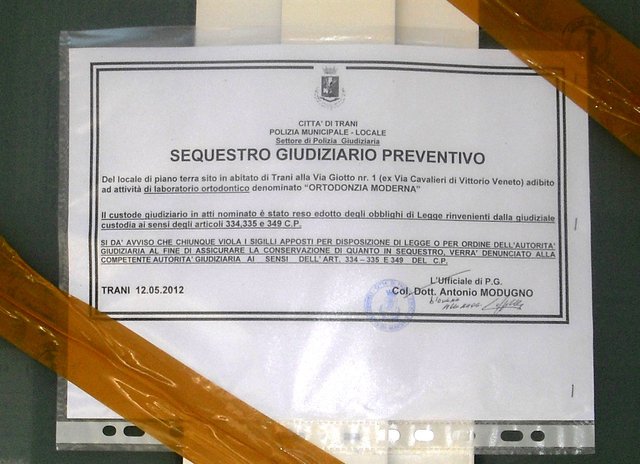 CITTA' DI TRANI
POLIZIA MUNICIPALE - LOCALE
Settore di Polizia Giudiziaria
SEQUESTRO GIUDIZIARIO PREVENTIVO
Del locale di piano terra sito in abitato di Trani alla Via Giotto nr. 1 (ex Via Cavalieri di Vittorio Veneto) adibito
ad attività di laboratorio ortodontico denominato "ORTODONZIA MODERNA"
Il custode giudiziario in atti nominato è stato reso edotto degli obblighi di Legge rinvenienti dalla giudiziale
custodia ai sensi degli articoli 334,335 e 349 C.P.
SI DA' AVVISO CHE CHIUNQUE VIOLA I SIGILLI APPOSTI PER DISPOSIZIONE DI LEGGE O PER ORDINE DELL'AUTORITA'
GIUDIZIARIA AL FINE DI ASSICURARE LA CONSERVAZIONE DI QUANTO IN SEQUESTRO, VERRA' DENUNCIATO ALLA
COMPETENTE AUTORITA' GIUDIZIARIA AI SENSI DELL'ART. 334-335 E 349 DEL C.P.
L'Ufficiale di P.G.
TRANI 12.05.2012 Col. Dott. Antonio MODUGNO